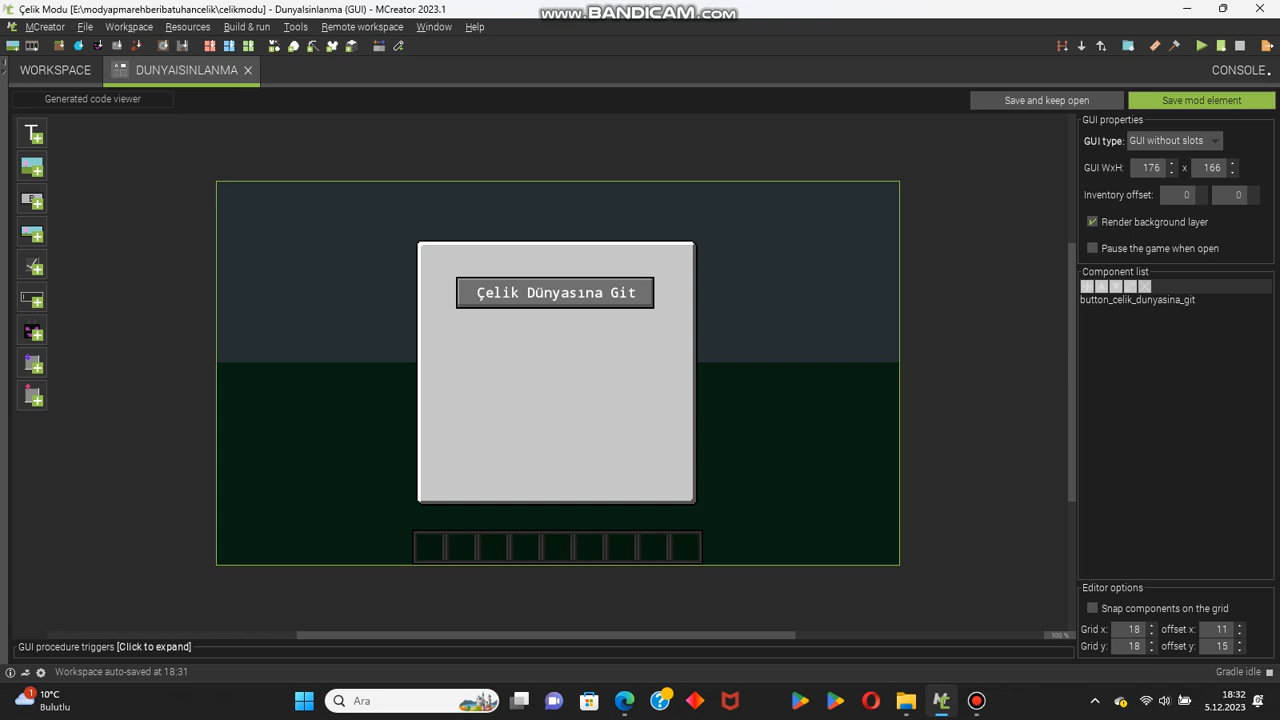 Çelik Modu [E:\modyapmarehberibatuhancelik\celikmodu] - DunyaIsinlanma (GUI) - MCreator 2023.1
www.BANDICAM.com
MCreator File Workspace Resources Build & run Tools Remote workspace Window Help
WORKSPACE DUNYAISINLANMA CONSOLE
Generated code viewer Save and keep open Save mod element
GUI properties
GUI type: GUI without slots
GUI WxH: 176 x 166
Inventory offset: 0 0
Render background layer
Pause the game when open
Component list
button_celik_dunyasina_git
Çelik Dünyasına Git
Editor options
Snap components on the grid
Grid x: 18 offset x: 11
Grid y: 18 offset y: 15
100 %
GUI procedure triggers [Click to expand]
Workspace auto-saved at 18:31 Gradle idle
1
10°C
Bulutlu
Ara
18:32
5.12.2023